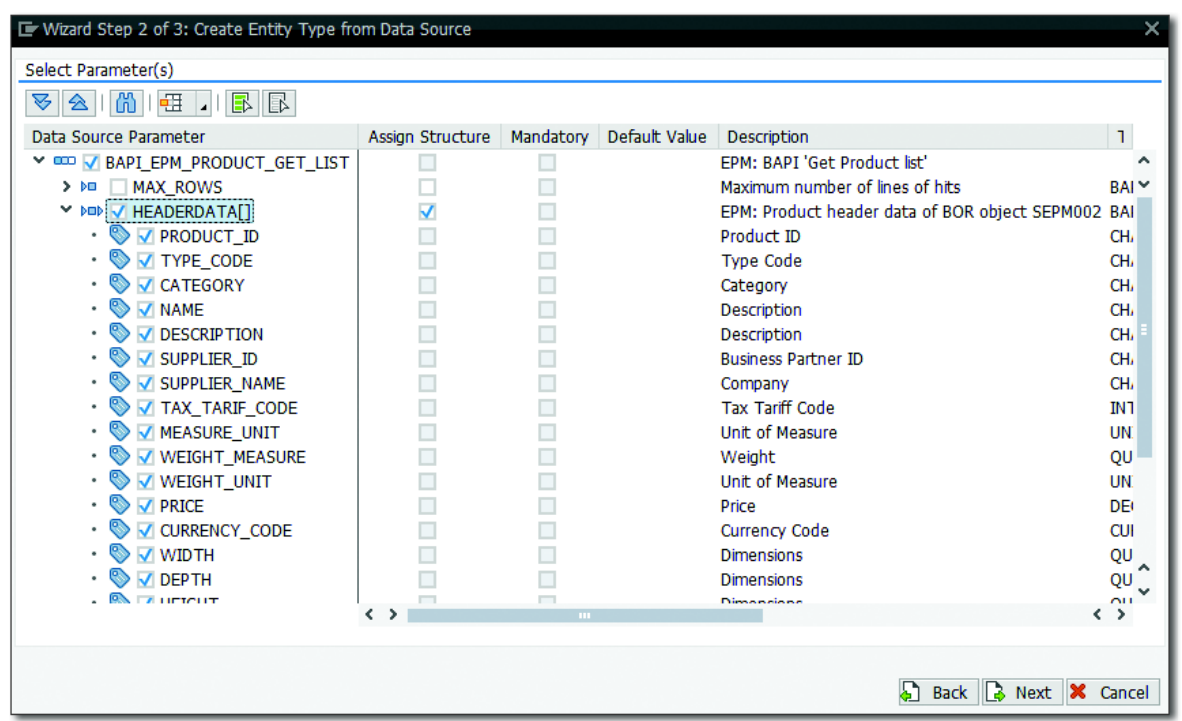 Wizard Step 2 of 3: Create Entity Type from Data Source
Select Parameter(s)
Data Source Parameter Assign Structure Mandatory Default Value Description
BAPI_EPM_PRODUCT_GET_LIST EPM: BAPI 'Get Product list'
MAX_ROWS Maximum number of lines of hits BAI
HEADERDATA[] EPM: Product header data of BOR object SEPM002 BAI
PRODUCT_ID Product ID CH
TYPE_CODE Type Code CH
CATEGORY Category CH
NAME Description CH
DESCRIPTION Description CH
SUPPLIER_ID Business Partner ID CH
SUPPLIER_NAME Company CH
TAX_TARIF_CODE Tax Tariff Code INT
MEASURE_UNIT Unit of Measure UN
WEIGHT_MEASURE Weight QU
WEIGHT_UNIT Unit of Measure UN
PRICE Price DE
CURRENCY_CODE Currency Code CU
WIDTH Dimensions QU
DEPTH Dimensions QU
HEIGHT Dimensions QU
Back Next Cancel